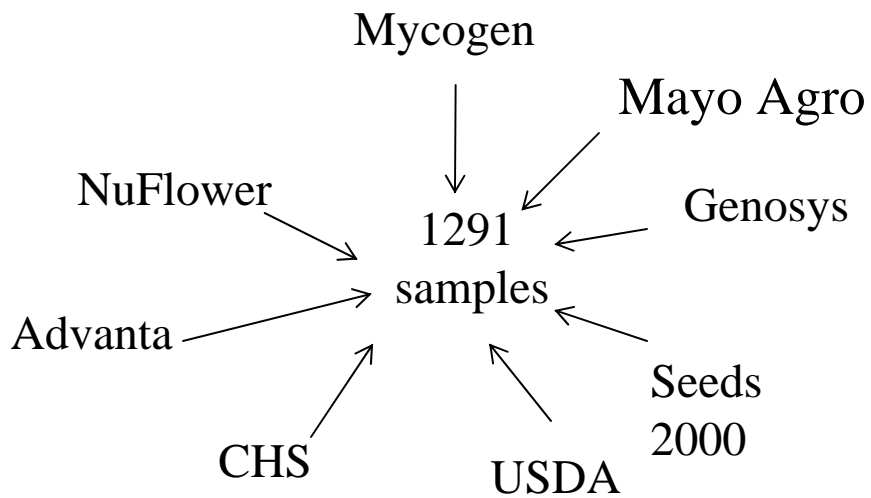 Mycogen
Mayo Agro
NuFlower
Genosys
1291
samples
Advanta
Seeds
2000
CHS
USDA